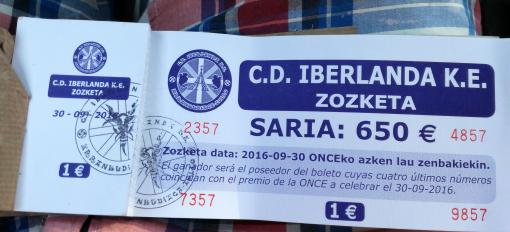 C.D. IBERLANDA K.E.
ZOZKETA
30 - 09 - 2016
1 €
C.D. IBERLANDA K.E.
ZOZKETA
SARIA: 650 €
2357
4857
Zozketa data: 2016-09-30 ONCEko azken lau zenbakiekin.
El ganador será el poseedor del boleto cuyas cuatro últimos números
coincidan con el premio de la ONCE a celebrar el 30-09-2016.
7357
1 €
9857